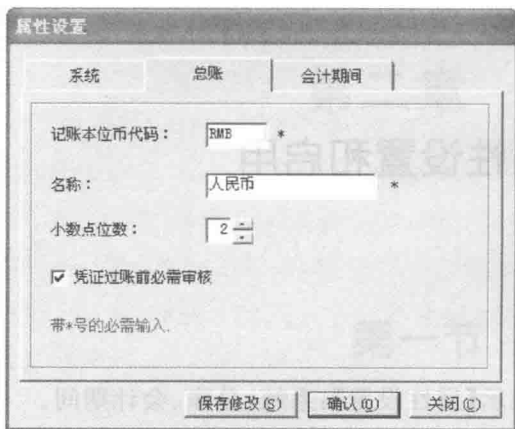 属性设置
系统 总账 会计期间
记账本位币代码： RMB *
名称： 人民币 *
小数点位数： 2
凭证过账前必需审核
带*号的必需输入.
保存修改(S) 确认(O) 关闭(C)